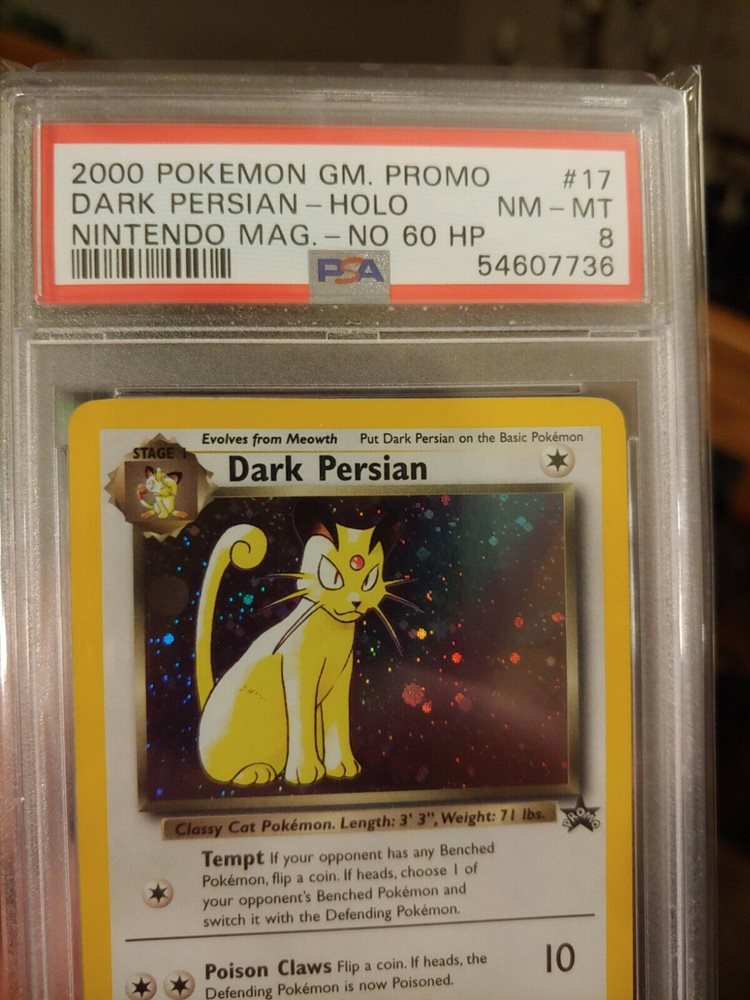 2000 POKEMON GM. PROMO #17
DARK PERSIAN - HOLO NM - MT
NINTENDO MAG. - NO 60 HP 8
PSA 54607736
Evolves from Meowth Put Dark Persian on the Basic Pokémon
STAGE 1
Dark Persian
Classy Cat Pokémon. Length: 3' 3", Weight: 71 lbs.
PROMO
Tempt If your opponent has any Benched
Pokémon, flip a coin. If heads, choose 1 of
your opponent's Benched Pokémon and
switch it with the Defending Pokémon.
Poison Claws Flip a coin. If heads, the 10
Defending Pokémon is now Poisoned.